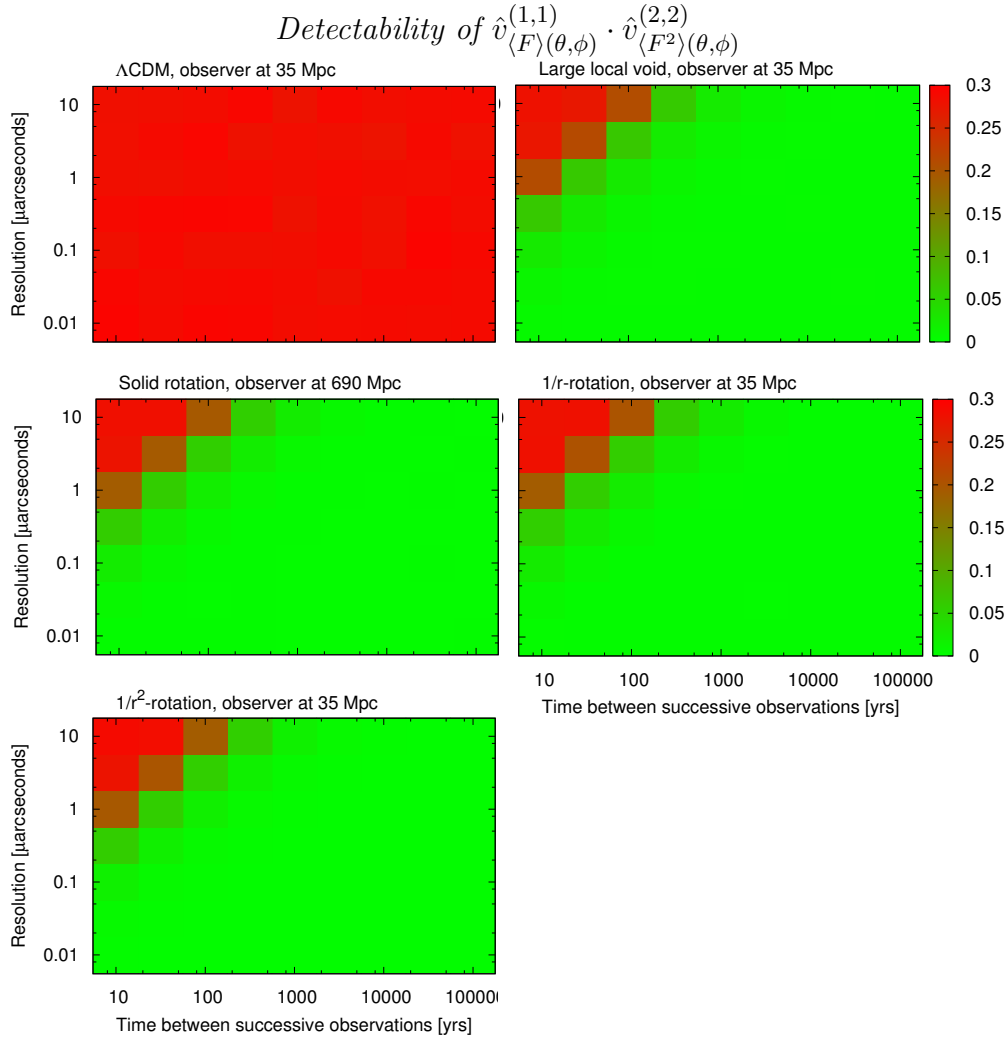 Detectability of v̂^{(1,1)}_{⟨F⟩(θ,ϕ)} · v̂^{(2,2)}_{⟨F²⟩(θ,ϕ)}
ΛCDM, observer at 35 Mpc
Resolution [µarcseconds]
10
1
0.1
0.01
Large local void, observer at 35 Mpc
0.3
0.25
0.2
0.15
0.1
0.05
0
Solid rotation, observer at 690 Mpc
Resolution [µarcseconds]
10
1
0.1
0.01
1/r-rotation, observer at 35 Mpc
0.3
0.25
0.2
0.15
0.1
0.05
0
10 100 1000 10000 100000
Time between successive observations [yrs]
1/r²-rotation, observer at 35 Mpc
Resolution [µarcseconds]
10
1
0.1
0.01
10 100 1000 10000 10000
Time between successive observations [yrs]